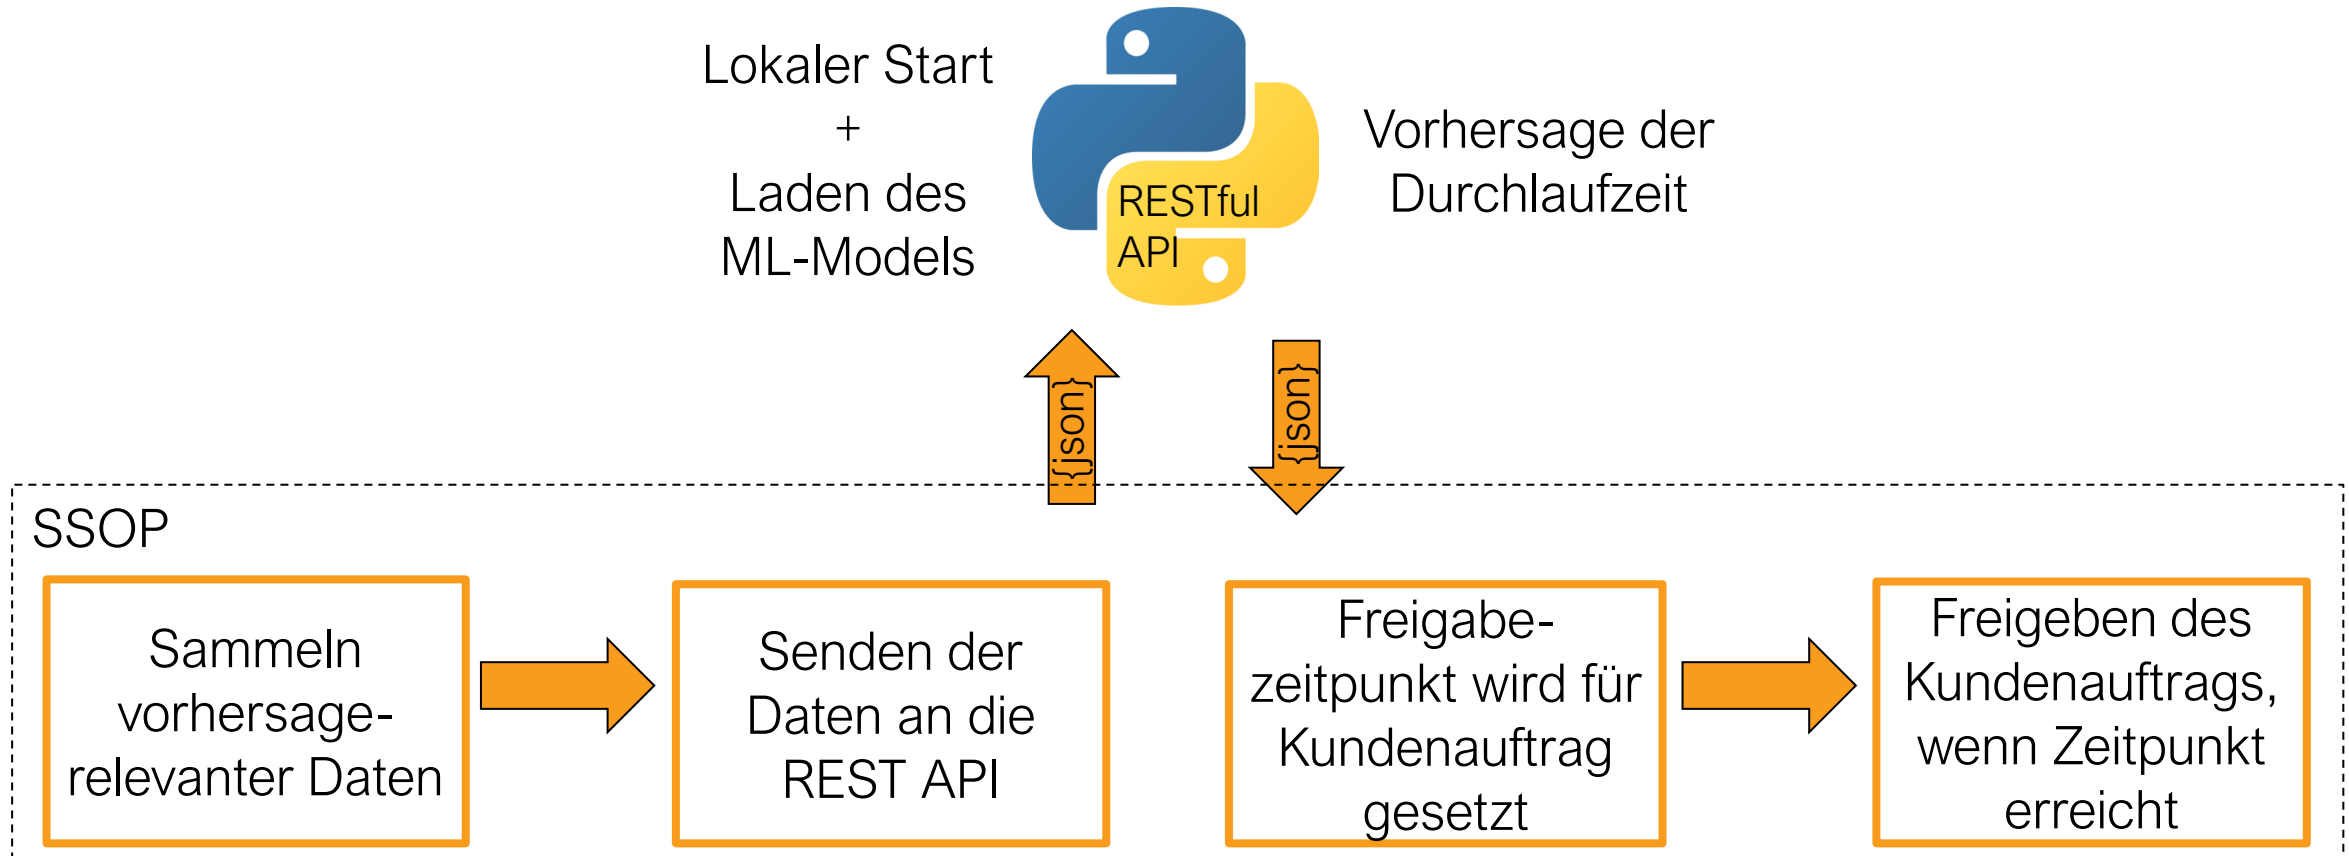 Lokaler Start
+
Laden des
ML-Models
RESTful
API
Vorhersage der
Durchlaufzeit
{json}
{json}
SSOP
Sammeln
vorhersage-
relevanter Daten
Senden der
Daten an die
REST API
Freigabe-
zeitpunkt wird für
Kundenauftrag
gesetzt
Freigeben des
Kundenauftrags,
wenn Zeitpunkt
erreicht